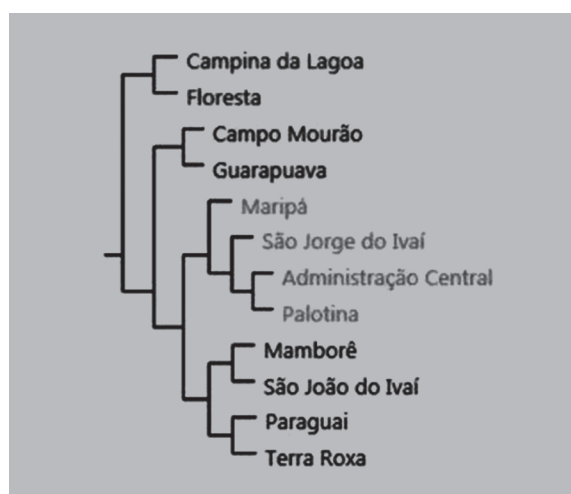 Campina da Lagoa
Floresta
Campo Mourão
Guarapuava
Maripá
São Jorge do Ivaí
Administração Central
Palotina
Mamborê
São João do Ivaí
Paraguai
Terra Roxa